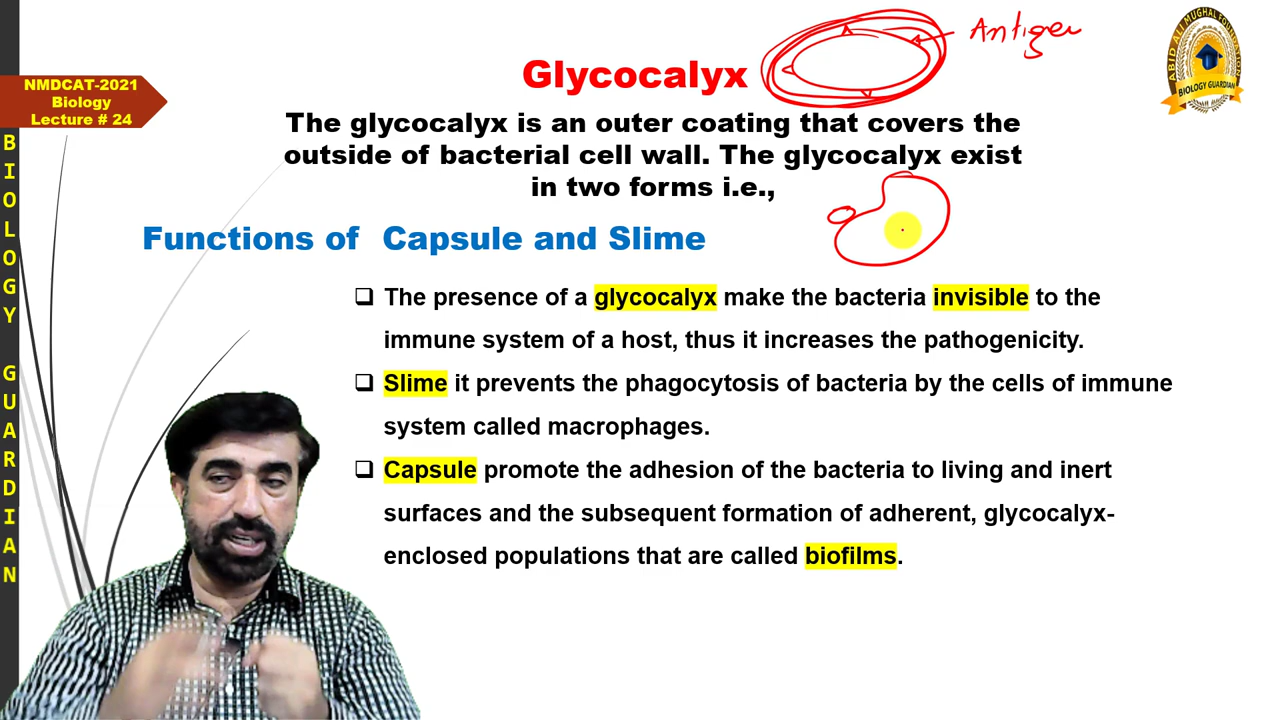 Antigen
Glycocalyx
NMDCAT-2021
Biology
Lecture # 24
The glycocalyx is an outer coating that covers the
outside of bacterial cell wall. The glycocalyx exist
in two forms i.e.,
Functions of Capsule and Slime
The presence of a glycocalyx make the bacteria invisible to the
immune system of a host, thus it increases the pathogenicity.
Slime it prevents the phagocytosis of bacteria by the cells of immune
system called macrophages.
Capsule promote the adhesion of the bacteria to living and inert
surfaces and the subsequent formation of adherent, glycocalyx-
enclosed populations that are called biofilms.
BIOLOGY GUARDIAN
ABID ALI MUGHAL FOUNDATION
BIOLOGY GUARDIAN